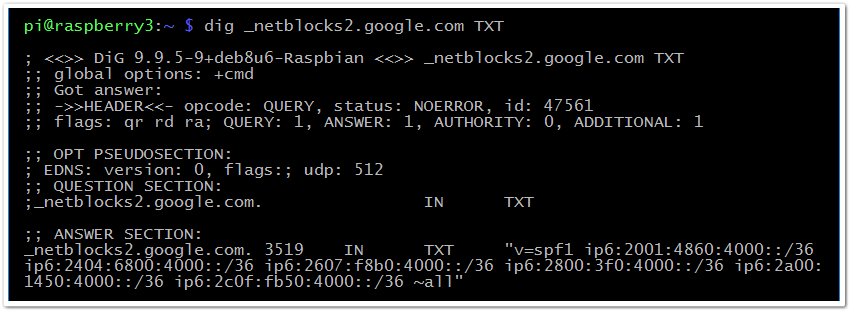 pi@raspberry3:~ $ dig _netblocks2.google.com TXT
; <<>> DiG 9.9.5-9+deb8u6-Raspbian <<>> _netblocks2.google.com TXT
;; global options: +cmd
;; Got answer:
;; ->>HEADER<<- opcode: QUERY, status: NOERROR, id: 47561
;; flags: qr rd ra; QUERY: 1, ANSWER: 1, AUTHORITY: 0, ADDITIONAL: 1
;; OPT PSEUDOSECTION:
; EDNS: version: 0, flags:; udp: 512
;; QUESTION SECTION:
;_netblocks2.google.com. IN TXT
;; ANSWER SECTION:
_netblocks2.google.com. 3519 IN TXT "v=spf1 ip6:2001:4860:4000::/36
ip6:2404:6800:4000::/36 ip6:2607:f8b0:4000::/36 ip6:2800:3f0:4000::/36 ip6:2a00:
1450:4000::/36 ip6:2c0f:fb50:4000::/36 ~all"